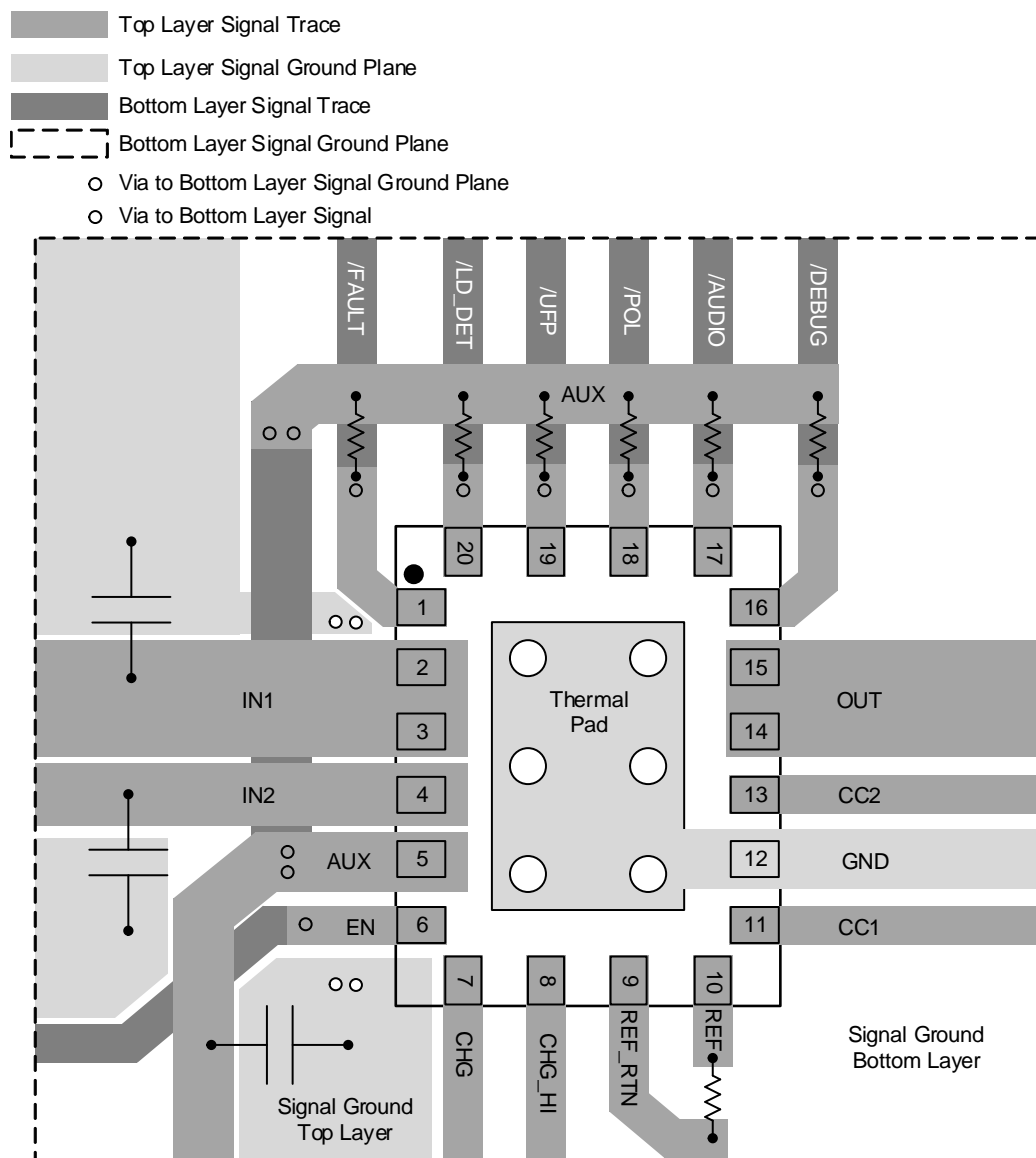 Top Layer Signal Trace
Top Layer Signal Ground Plane
Bottom Layer Signal Trace
Bottom Layer Signal Ground Plane
Via to Bottom Layer Signal Ground Plane
Via to Bottom Layer Signal
/FAULT
/LD_DET
/UFP
/POL
/AUDIO
/DEBUG
AUX
20
19
18
17
1
16
2
15
Thermal
Pad
IN1
OUT
3
14
IN2
4
13
CC2
AUX
5
12
GND
EN
6
11
CC1
7
8
9
10
CHG
CHG_HI
REF_RTN
REF
Signal Ground
Bottom Layer
Signal Ground
Top Layer